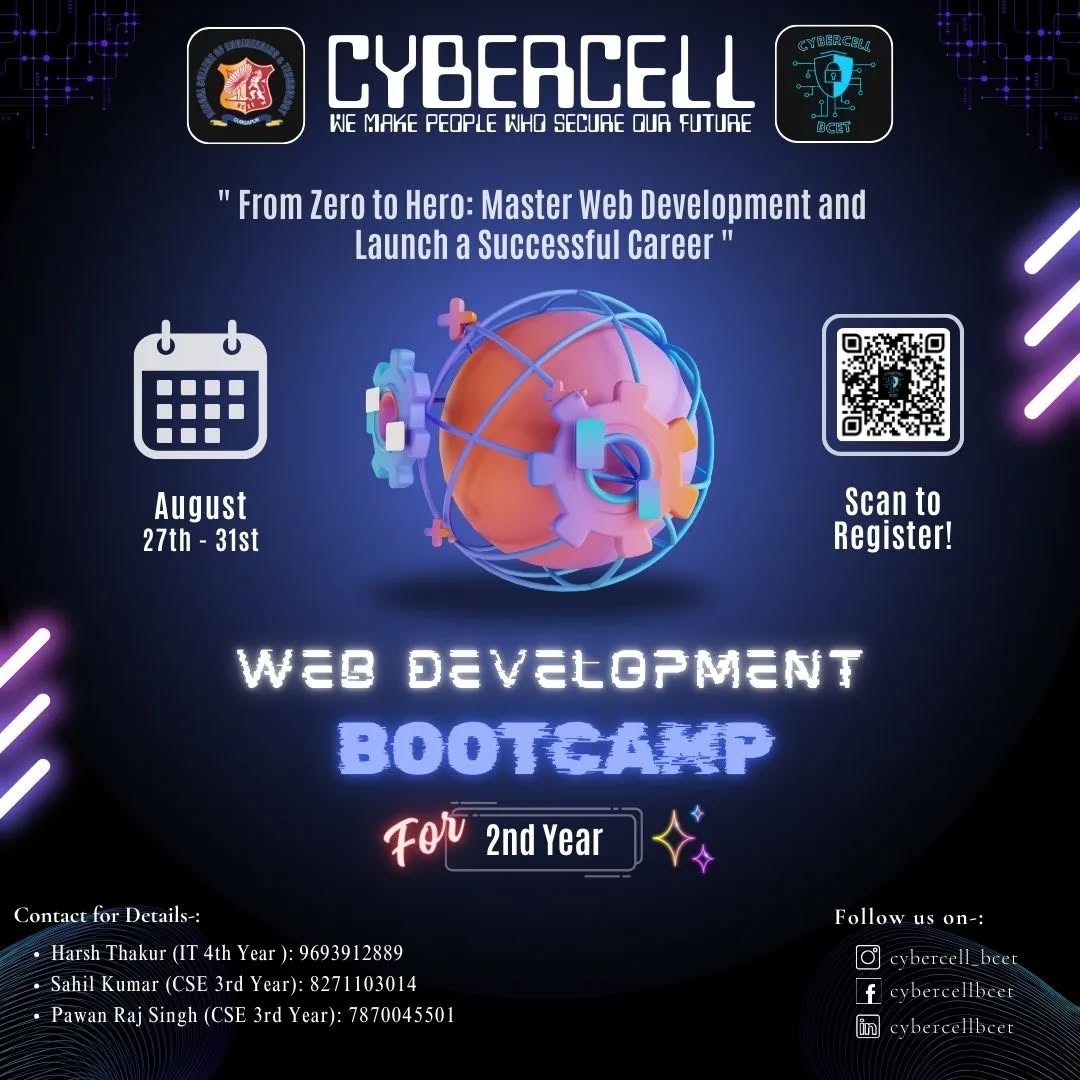 CYBERCELL
WE MAKE PEOPLE WHO SECURE OUR FUTURE
CYBERCELL
BCET
DURGAPUR
" From Zero to Hero: Master Web Development and
Launch a Successful Career "
August
27th - 31st
Scan to
Register!
WEB DEVELOPMENT
BOOTCAMP
For 2nd Year
Contact for Details-:
• Harsh Thakur (IT 4th Year ): 9693912889
• Sahil Kumar (CSE 3rd Year): 8271103014
• Pawan Raj Singh (CSE 3rd Year): 7870045501
Follow us on-:
cybercell_bcet
cybercellbcet
cybercellbcet